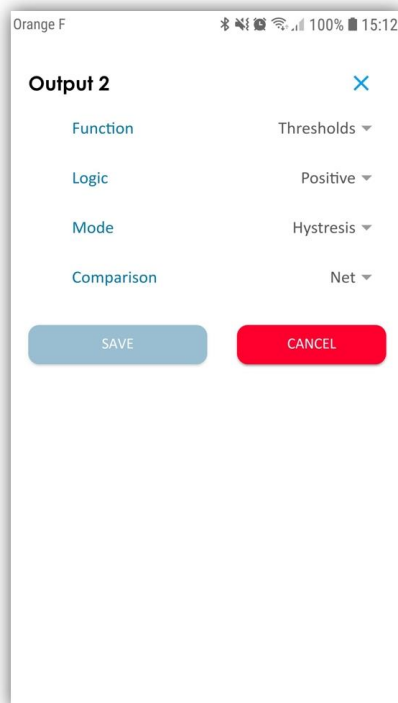 Orange F 100% 15:12
Output 2
Function Thresholds
Logic Positive
Mode Hystresis
Comparison Net
SAVE CANCEL